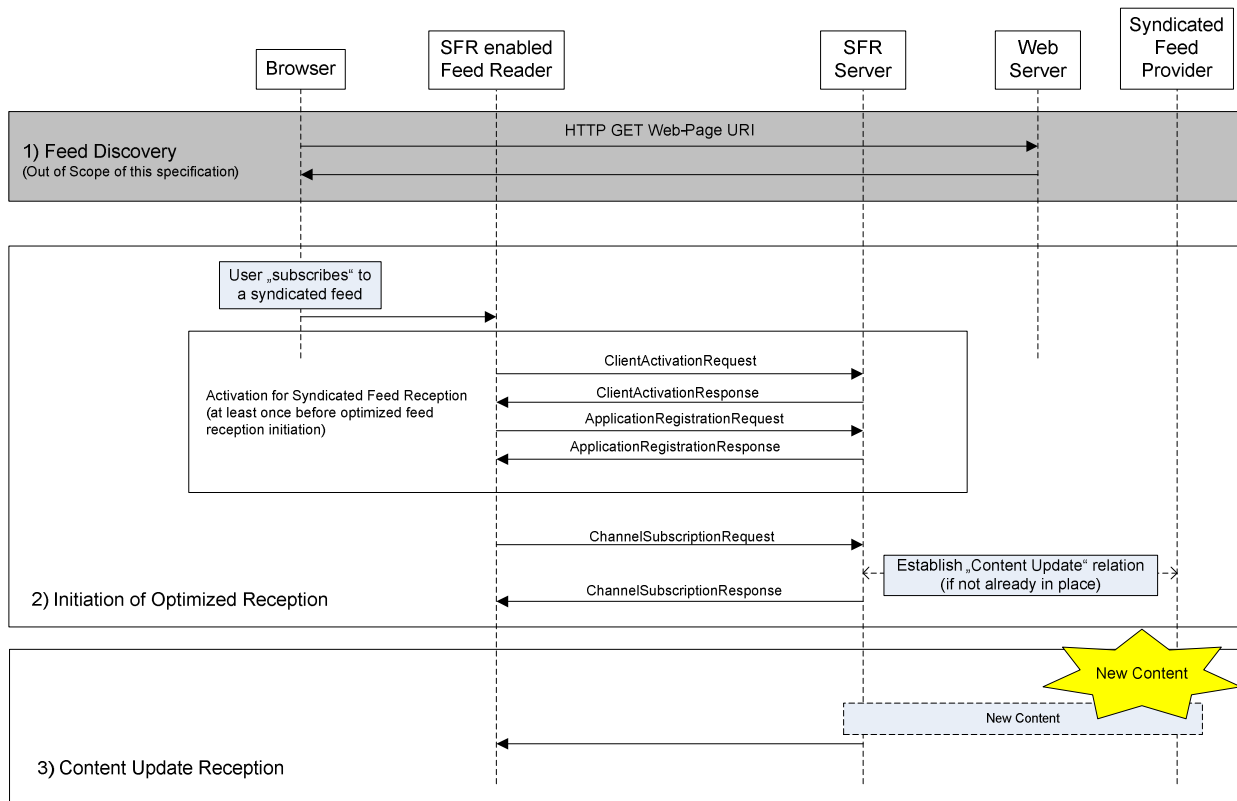 Browser
SFR enabled
Feed Reader
SFR
Server
Web
Server
Syndicated
Feed
Provider
HTTP GET Web-Page URI
1) Feed Discovery
(Out of Scope of this specification)
User „subscribes“ to
a syndicated feed
ClientActivationRequest
Activation for Syndicated Feed Reception
(at least once before optimized feed
reception initiation)
ClientActivationResponse
ApplicationRegistrationRequest
ApplicationRegistrationResponse
ChannelSubscriptionRequest
Establish „Content Update“ relation
(if not already in place)
ChannelSubscriptionResponse
2) Initiation of Optimized Reception
New Content
New Content
3) Content Update Reception